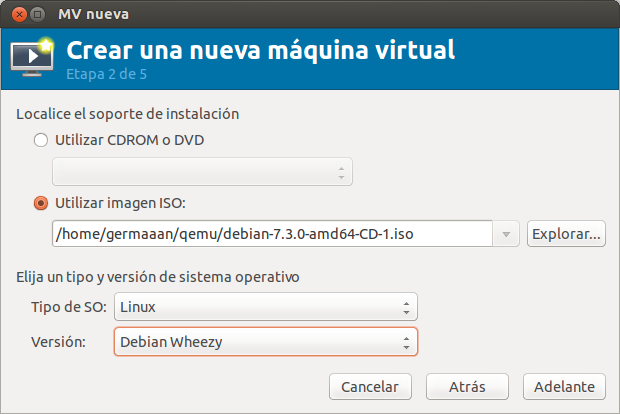 MV nueva
Crear una nueva máquina virtual
Etapa 2 de 5
Localice el soporte de instalación
Utilizar CDROM o DVD
Utilizar imagen ISO:
/home/germaaan/qemu/debian-7.3.0-amd64-CD-1.iso Explorar...
Elija un tipo y versión de sistema operativo
Tipo de SO: Linux
Versión: Debian Wheezy
Cancelar Atrás Adelante